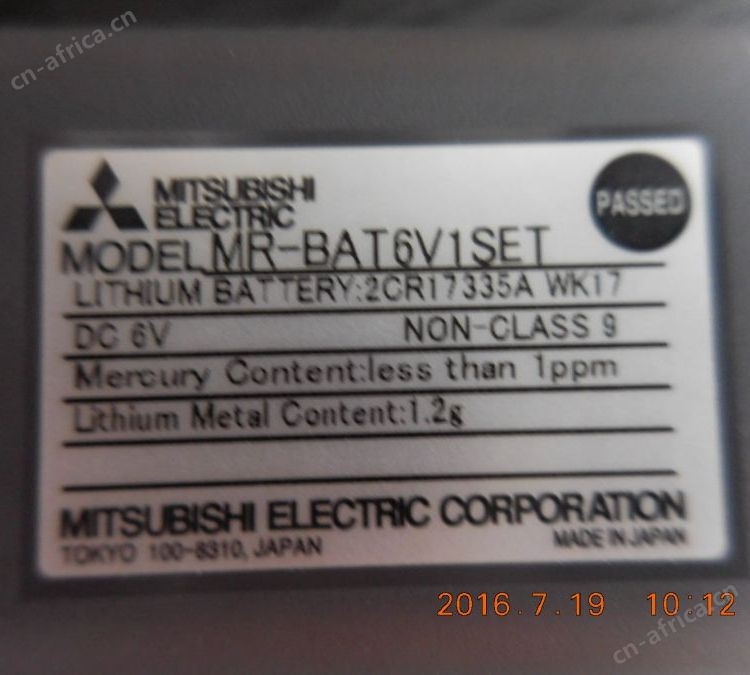 cn-africa.cn
MITSUBISHI
ELECTRIC
PASSED
MODEL MR-BAT6V1SET
LITHIUM BATTERY:2CR17335A WK17
DC 6V NON-CLASS 9
Mercury Content:less than 1ppm
Lithium Metal Content:1.2g
MITSUBISHI ELECTRIC CORPORATION
TOKYO 100-8310, JAPAN MADE IN JAPAN
2016.7.19 10:12
cn-africa.cn